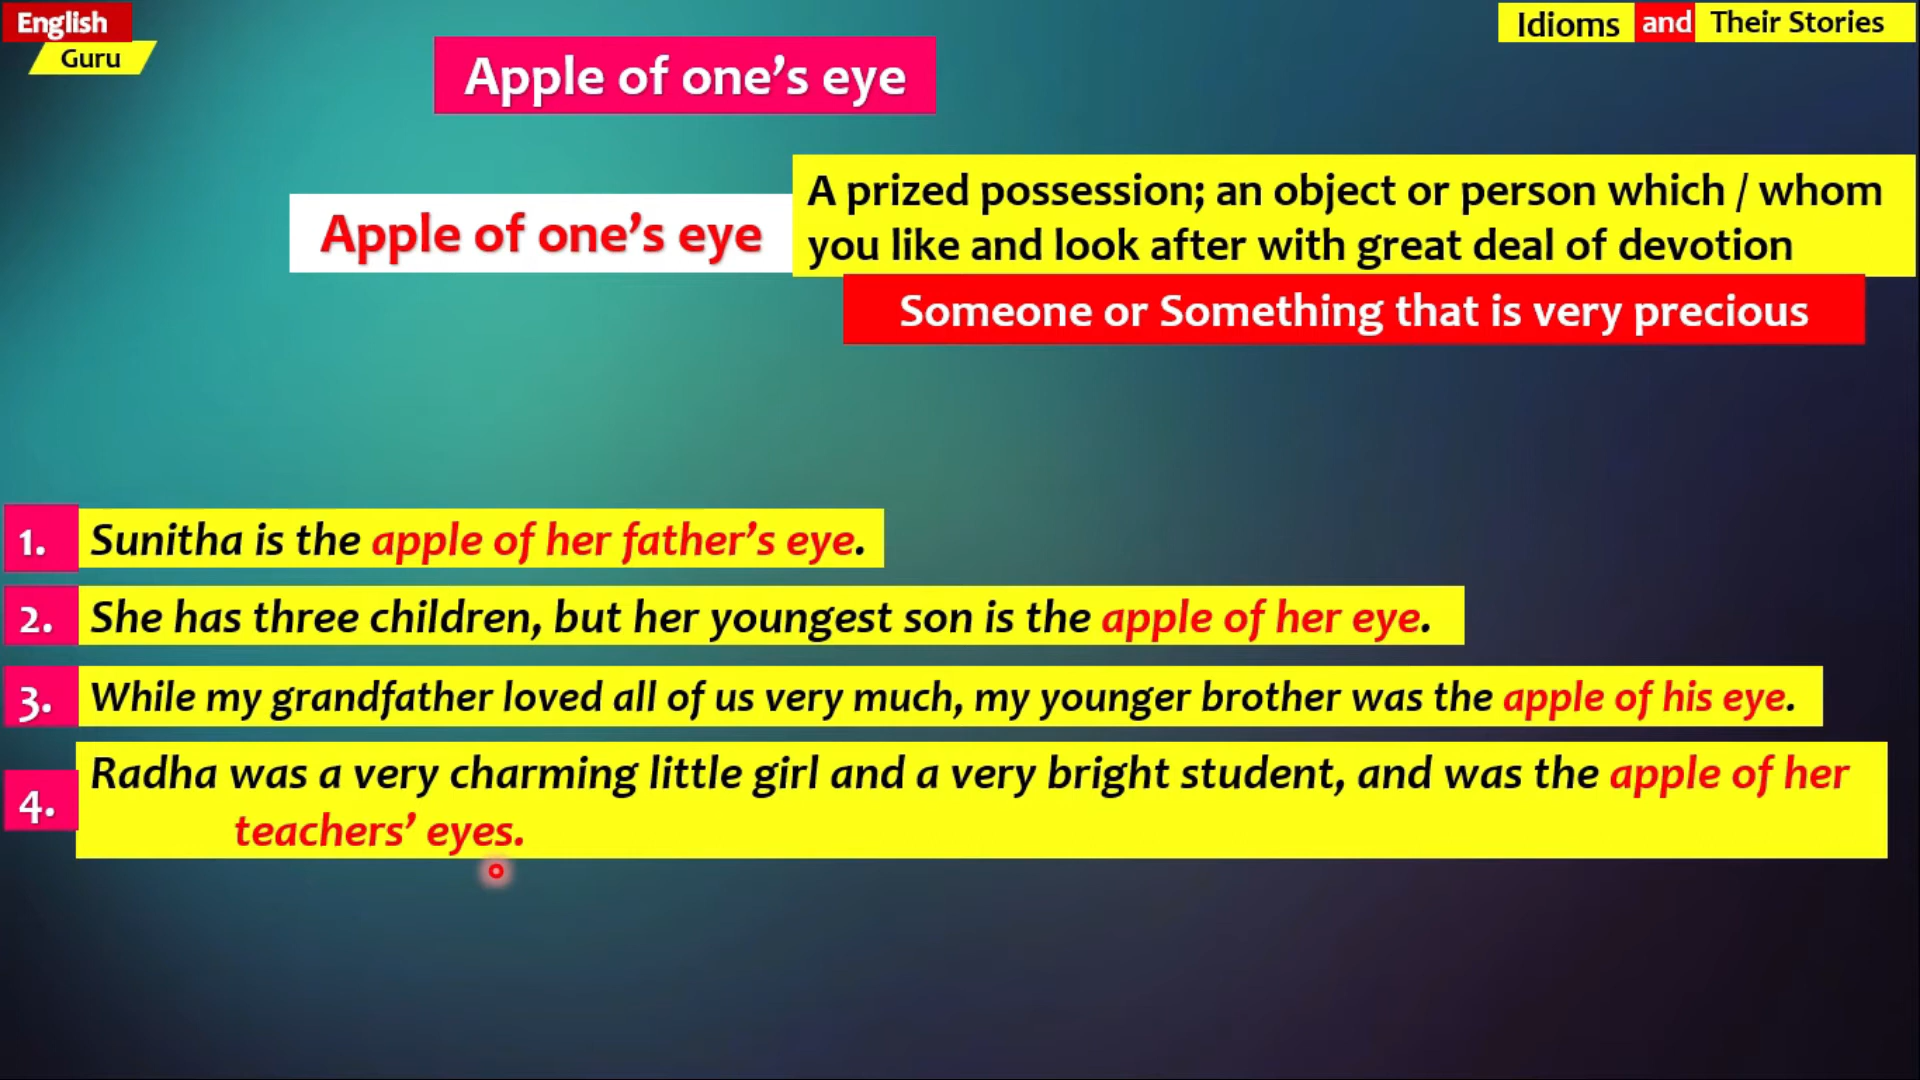 English
Guru
Idioms and Their Stories
Apple of one’s eye
Apple of one’s eye
A prized possession; an object or person which / whom
you like and look after with great deal of devotion
Someone or Something that is very precious
1. Sunitha is the apple of her father’s eye.
2. She has three children, but her youngest son is the apple of her eye.
3. While my grandfather loved all of us very much, my younger brother was the apple of his eye.
4. Radha was a very charming little girl and a very bright student, and was the apple of her
teachers’ eyes.